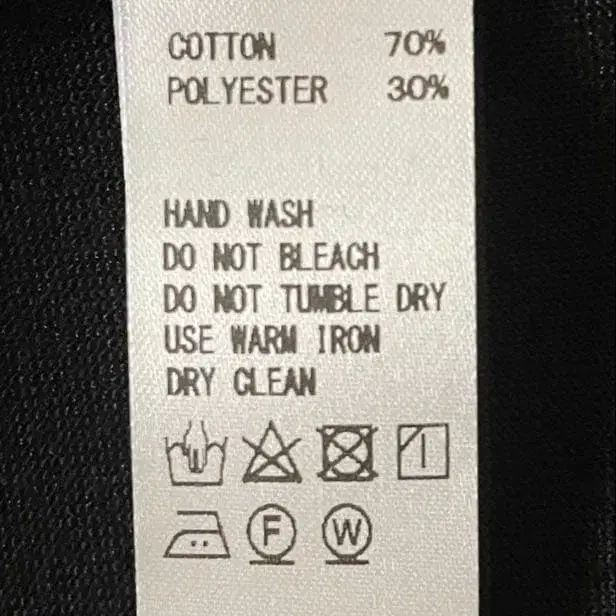 COTTON 70%
POLYESTER 30%
HAND WASH
DO NOT BLEACH
DO NOT TUMBLE DRY
USE WARM IRON
DRY CLEAN
F W